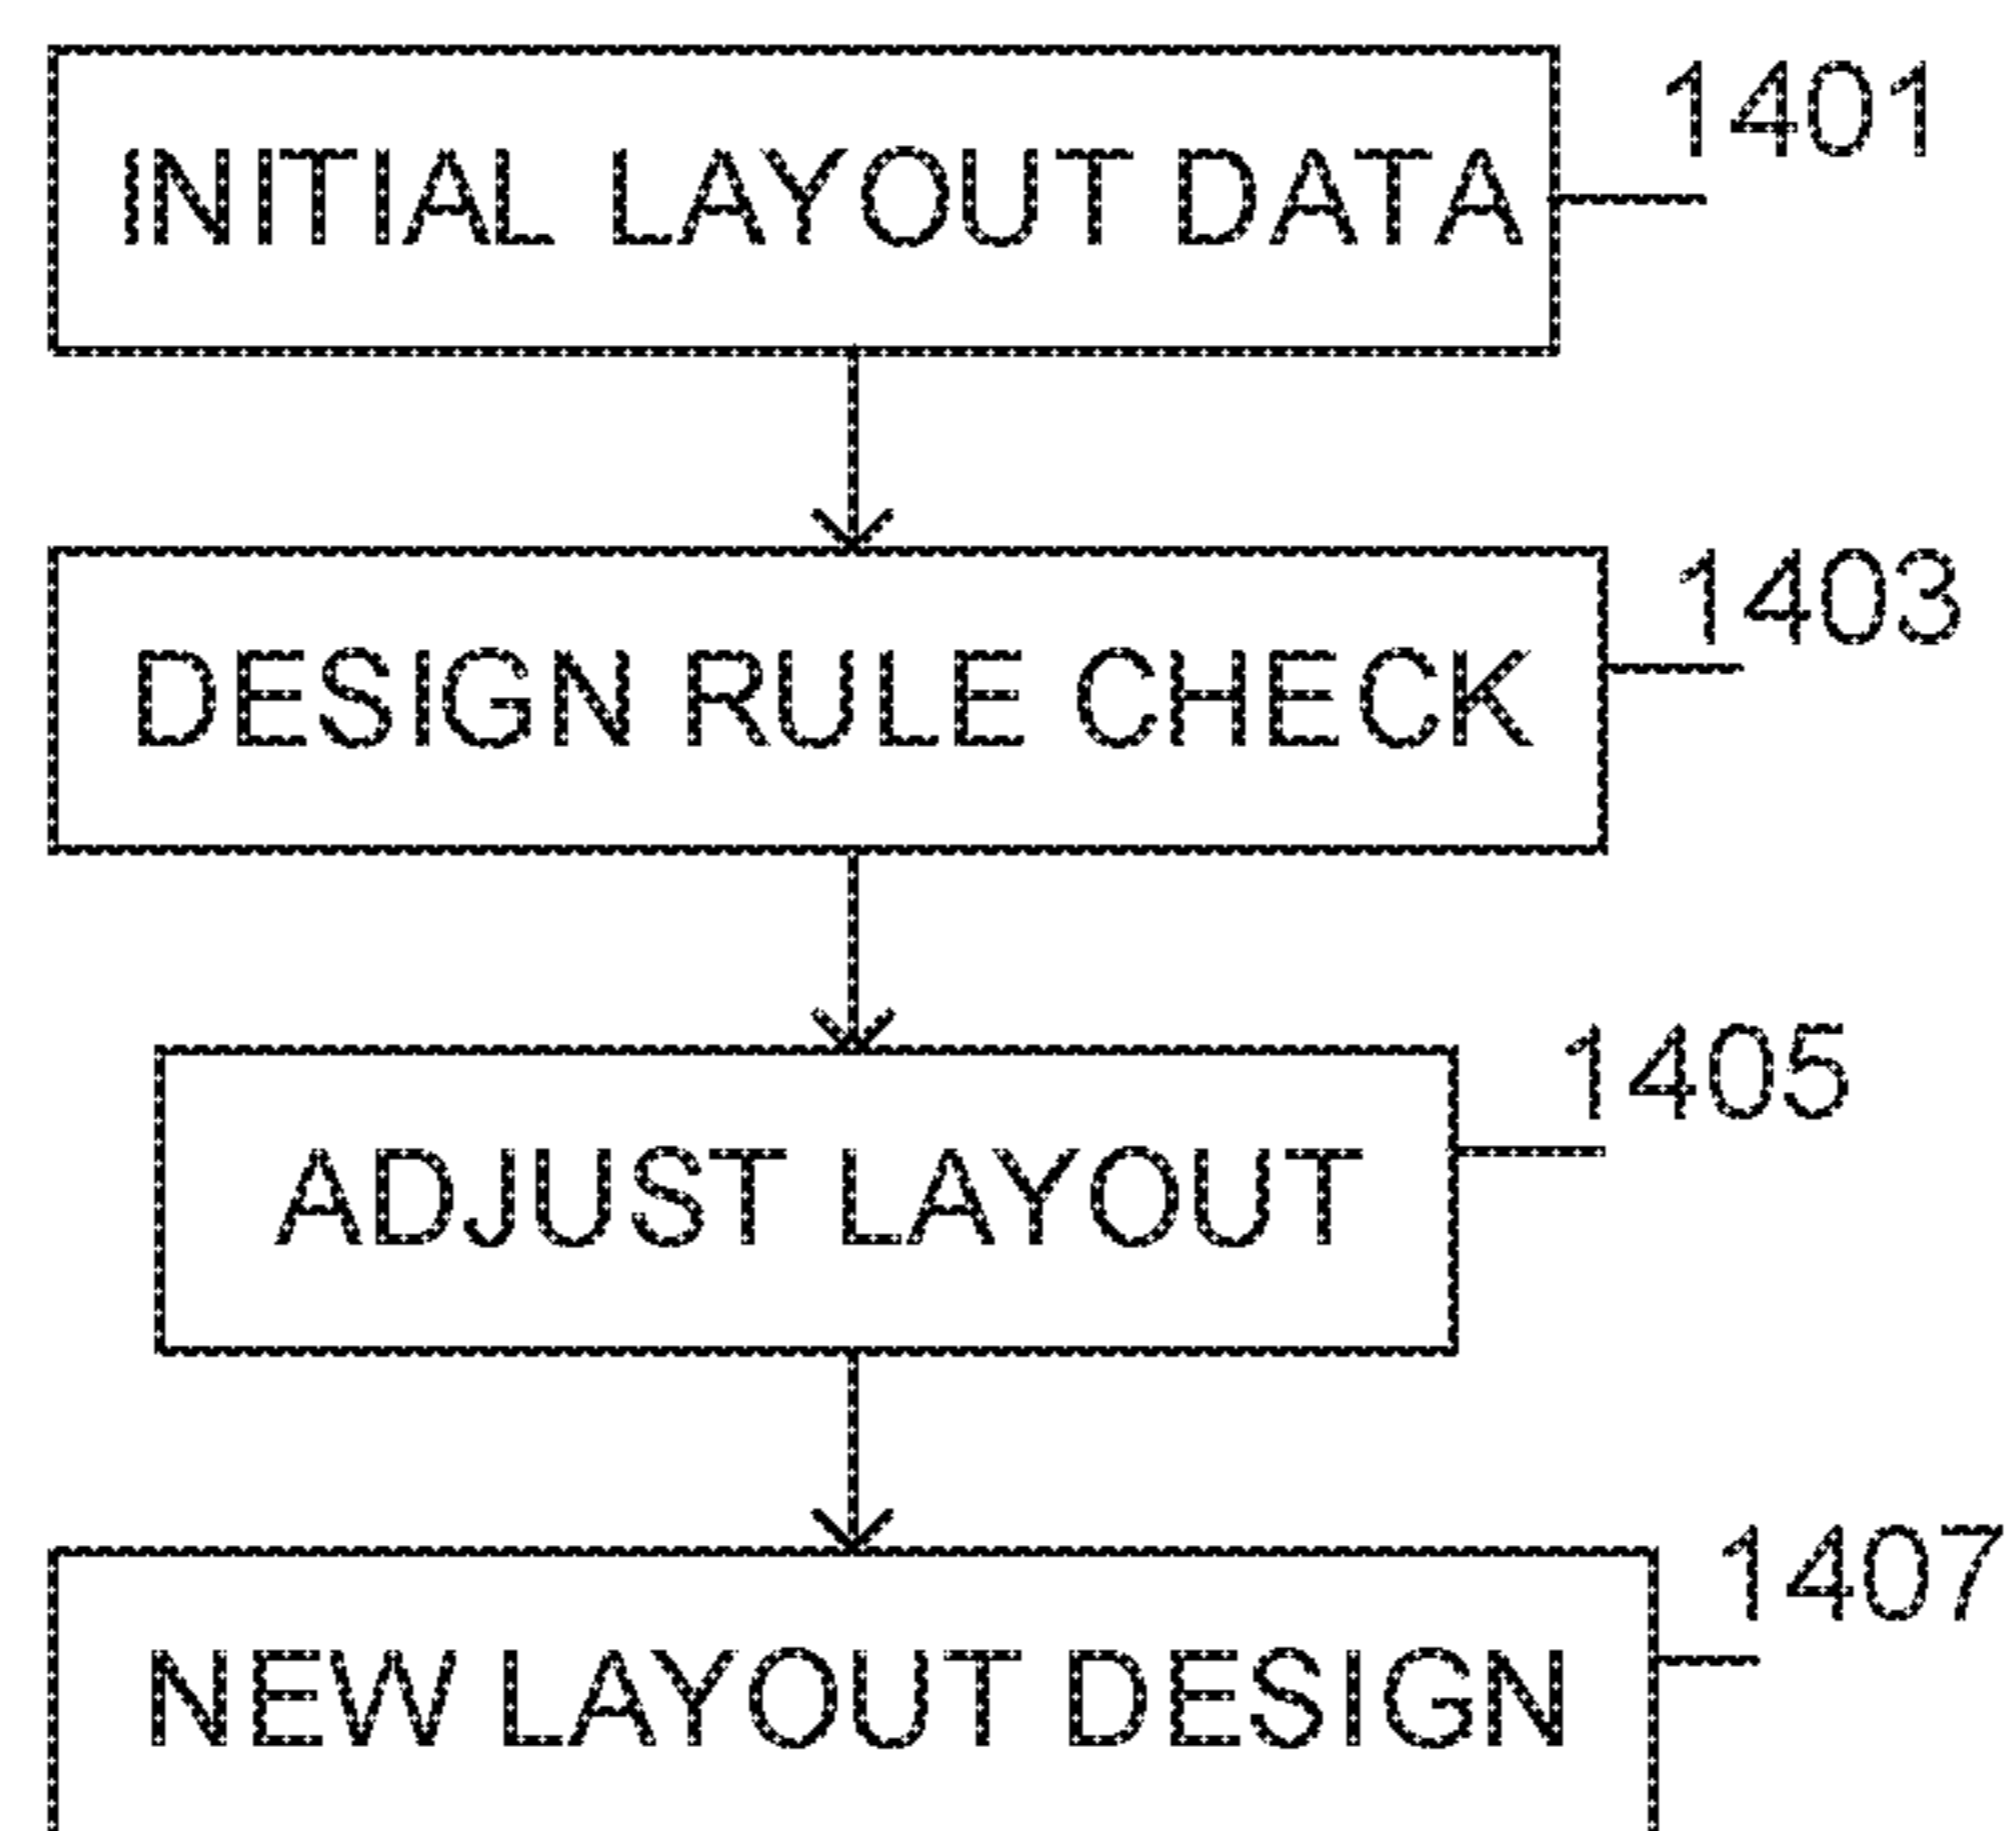 INITIAL LAYOUT DATA
1401
DESIGN RULE CHECK
1403
ADJUST LAYOUT
1405
NEW LAYOUT DESIGN
1407